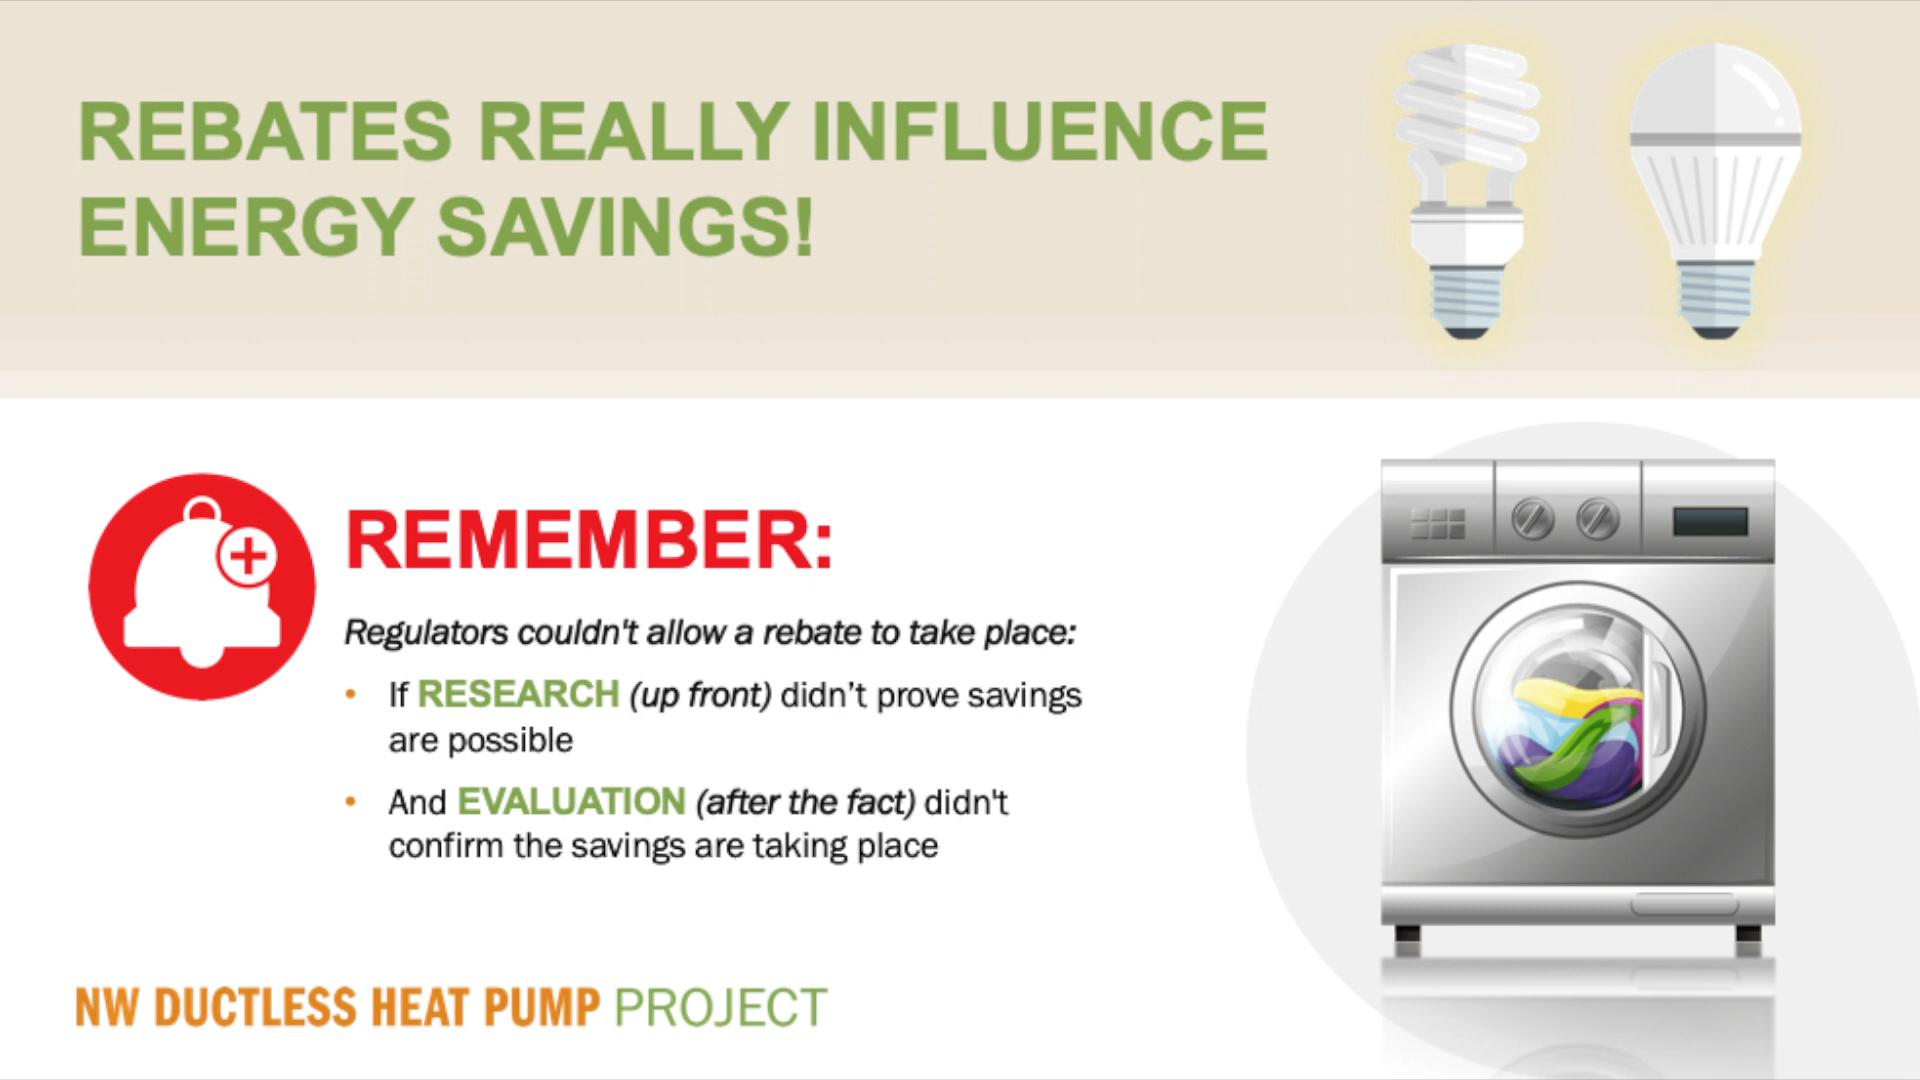 REBATES REALLY INFLUENCE
ENERGY SAVINGS!
REMEMBER:
Regulators couldn't allow a rebate to take place:
• If RESEARCH (up front) didn’t prove savings
are possible
• And EVALUATION (after the fact) didn't
confirm the savings are taking place
NW DUCTLESS HEAT PUMP PROJECT